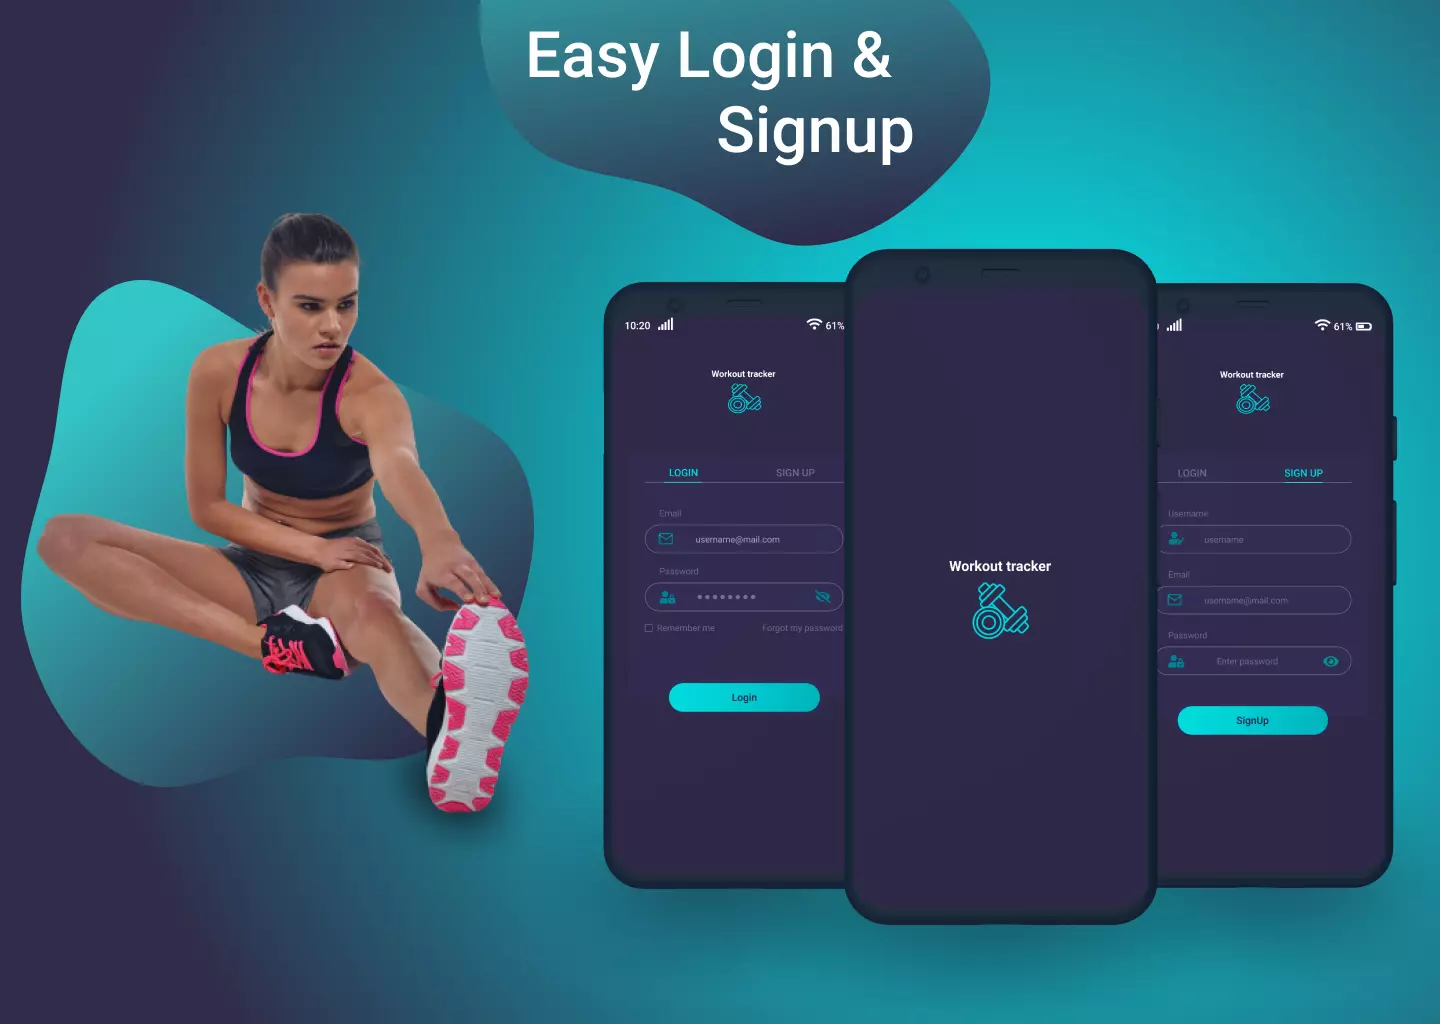 Easy Login &
Signup
10:20
61%
Workout tracker
LOGIN SIGN UP
Email
username@mail.com
Password
Remember me Forgot my password
Login
Workout tracker
61%
Workout tracker
LOGIN SIGN UP
Username
username
Email
username@mail.com
Password
Enter password
SignUp